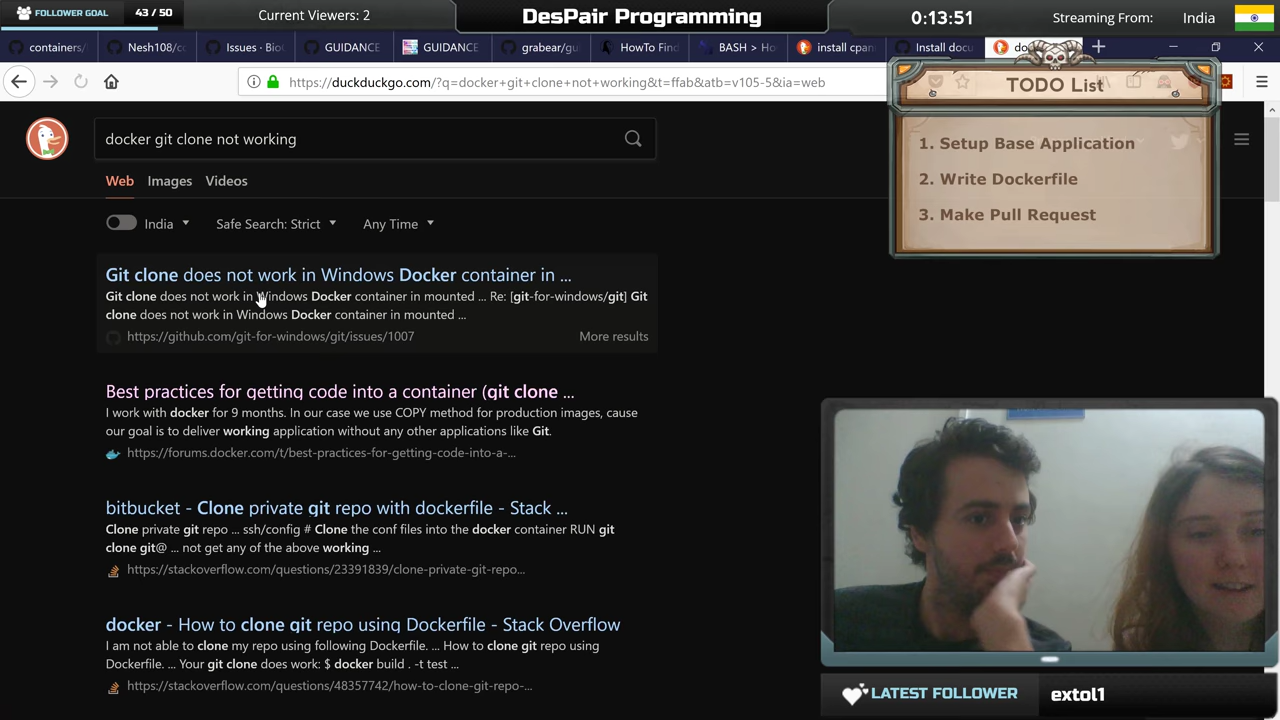 FOLLOWER GOAL
43 / 50
Current Viewers: 2
DesPair Programming
0:13:51
Streaming From:
India
containers/
Nesh108/cc
Issues · Bio
GUIDANCE
GUIDANCE
grabear/gu
HowTo Find
BASH > Ho
install cpan
Install docu
do
https://duckduckgo.com/?q=docker+git+clone+not+working&t=ffab&atb=v105-5&ia=web
TODO List
1. Setup Base Application
2. Write Dockerfile
3. Make Pull Request
docker git clone not working
Web
Images
Videos
India
Safe Search: Strict
Any Time
Git clone does not work in Windows Docker container in ...
Git clone does not work in Windows Docker container in mounted ... Re: [git-for-windows/git] Git
clone does not work in Windows Docker container in mounted ...
https://github.com/git-for-windows/git/issues/1007
More results
Best practices for getting code into a container (git clone ...
I work with docker for 9 months. In our case we use COPY method for production images, cause
our goal is to deliver working application without any other applications like Git.
https://forums.docker.com/t/best-practices-for-getting-code-into-a-...
bitbucket - Clone private git repo with dockerfile - Stack ...
Clone private git repo ... ssh/config # Clone the conf files into the docker container RUN git
clone git@ ... not get any of the above working ...
https://stackoverflow.com/questions/23391839/clone-private-git-repo...
docker - How to clone git repo using Dockerfile - Stack Overflow
I am not able to clone my repo using following Dockerfile. ... How to clone git repo using
Dockerfile. ... Your git clone does work: $ docker build . -t test ...
https://stackoverflow.com/questions/48357742/how-to-clone-git-repo-...
LATEST FOLLOWER
extol1